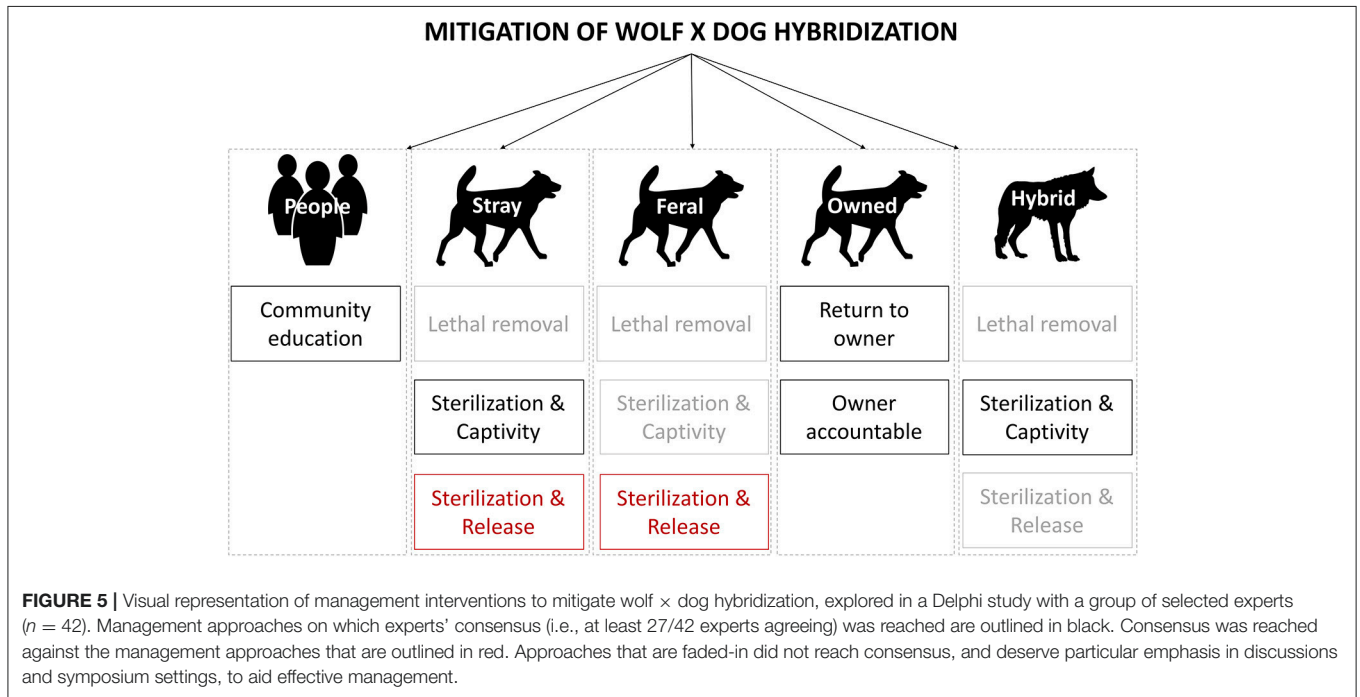 MITIGATION OF WOLF X DOG HYBRIDIZATION
People
Stray
Feral
Owned
Hybrid
Community
education
Lethal removal
Lethal removal
Return to
owner
Lethal removal
Sterilization &
Captivity
Sterilization &
Captivity
Owner
accountable
Sterilization &
Captivity
Sterilization &
Release
Sterilization &
Release
Sterilization &
Release
FIGURE 5 | Visual representation of management interventions to mitigate wolf × dog hybridization, explored in a Delphi study with a group of selected experts
(n = 42). Management approaches on which experts’ consensus (i.e., at least 27/42 experts agreeing) was reached are outlined in black. Consensus was reached
against the management approaches that are outlined in red. Approaches that are faded-in did not reach consensus, and deserve particular emphasis in discussions
and symposium settings, to aid effective management.